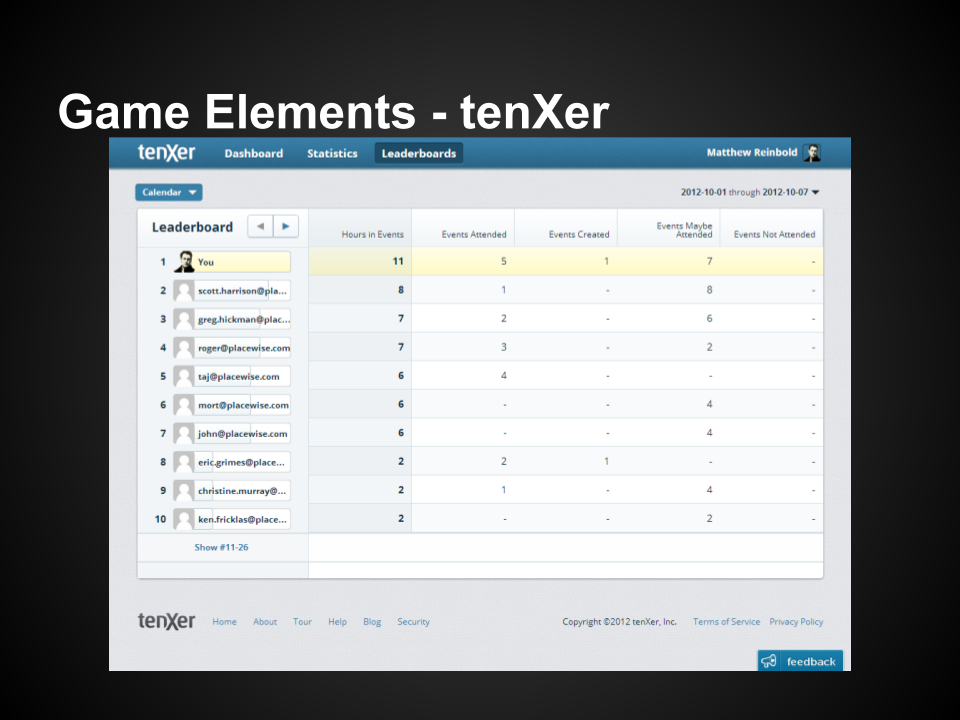 Game Elements - tenXer
tenXer Dashboard Statistics Leaderboards Matthew Reinbold
Calendar 2012-10-01 through 2012-10-07
Leaderboard Hours in Events Events Attended Events Created Events Maybe Attended Events Not Attended
1 You 11 5 1 7 -
2 scott.harrison@pla... 8 1 - 8 -
3 greg.hickman@plac... 7 2 - 6 -
4 roger@placewise.com 7 3 - 2 -
5 taj@placewise.com 6 4 - - -
6 mort@placewise.com 6 - - 4 -
7 john@placewise.com 6 - - 4 -
8 eric.grimes@place... 2 2 1 - -
9 christine.murray@... 2 1 - 4 -
10 ken.fricklas@place... 2 - - 2 -
Show #11-26
tenXer Home About Tour Help Blog Security Copyright ©2012 tenXer, Inc. Terms of Service Privacy Policy
feedback